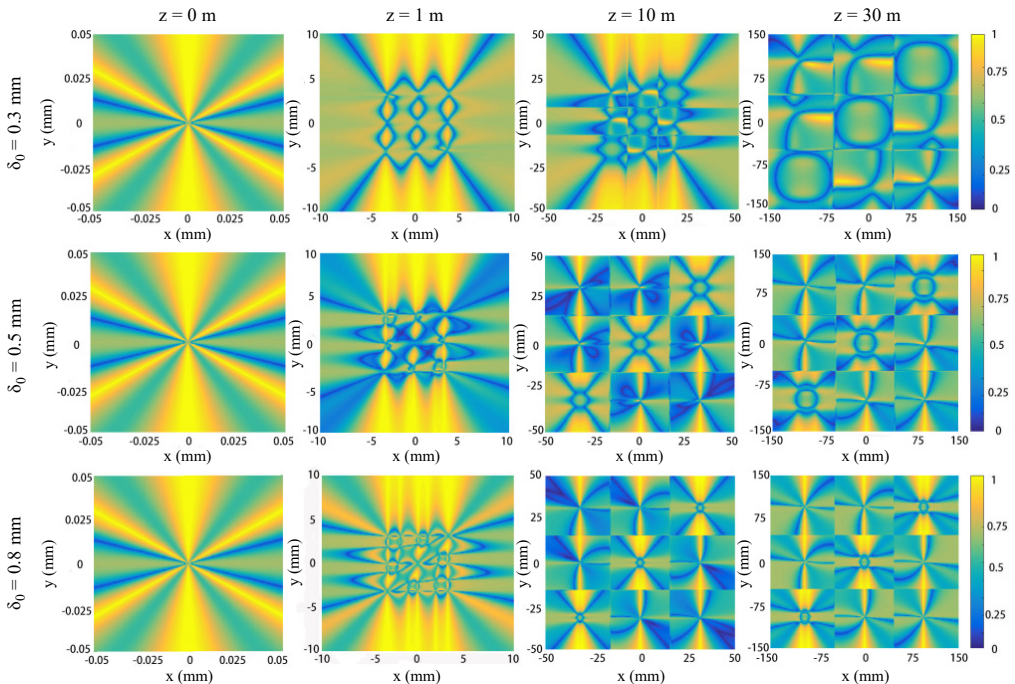 z = 0 m z = 1 m z = 10 m z = 30 m
δ0 = 0.3 mm
y (mm) 0.05 0.025 0 -0.025 0.05
-0.05 -0.025 0 0.025 0.05
x (mm)
y (mm) 10 5 0 -5 -10
-10 -5 0 5 10
x (mm)
y (mm) 50 25 0 -25 -50
-50 -25 0 25 50
x (mm)
y (mm) 150 75 0 -75 -150
-150 -75 0 75 150
x (mm)
1 0.75 0.5 0.25 0
δ0 = 0.5 mm
y (mm) 0.05 0.025 0 -0.025 -0.05
-0.05 -0.025 0 0.025 0.05
x (mm)
y (mm) 10 5 0 -5 -10
-10 -5 0 5 10
x (mm)
y (mm) 50 25 0 -25 -50
-50 -25 0 25 50
x (mm)
y (mm) 150 75 0 -75 -150
-150 -75 0 75 150
x (mm)
1 0.75 0.5 0.25 0
δ0 = 0.8 mm
y (mm) 0.05 0.025 0 -0.025 -0.05
-0.05 -0.025 0 0.025 0.05
x (mm)
y (mm) 10 5 0 -5 -10
-10 -5 0 5 10
x (mm)
y (mm) 50 25 0 -25 -50
-50 -25 0 25 50
x (mm)
y (mm) 150 75 0 -75 -150
-150 -75 0 75 150
x (mm)
1 0.75 0.5 0.25 0